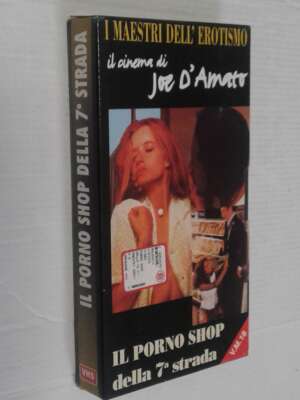 I MAESTRI DELL' EROTISMO
il cinema di
Joe D'Amato
IL PORNO SHOP
della 7ª strada
V.M.18
IL PORNO SHOP DELLA 7ª STRADA
VHS